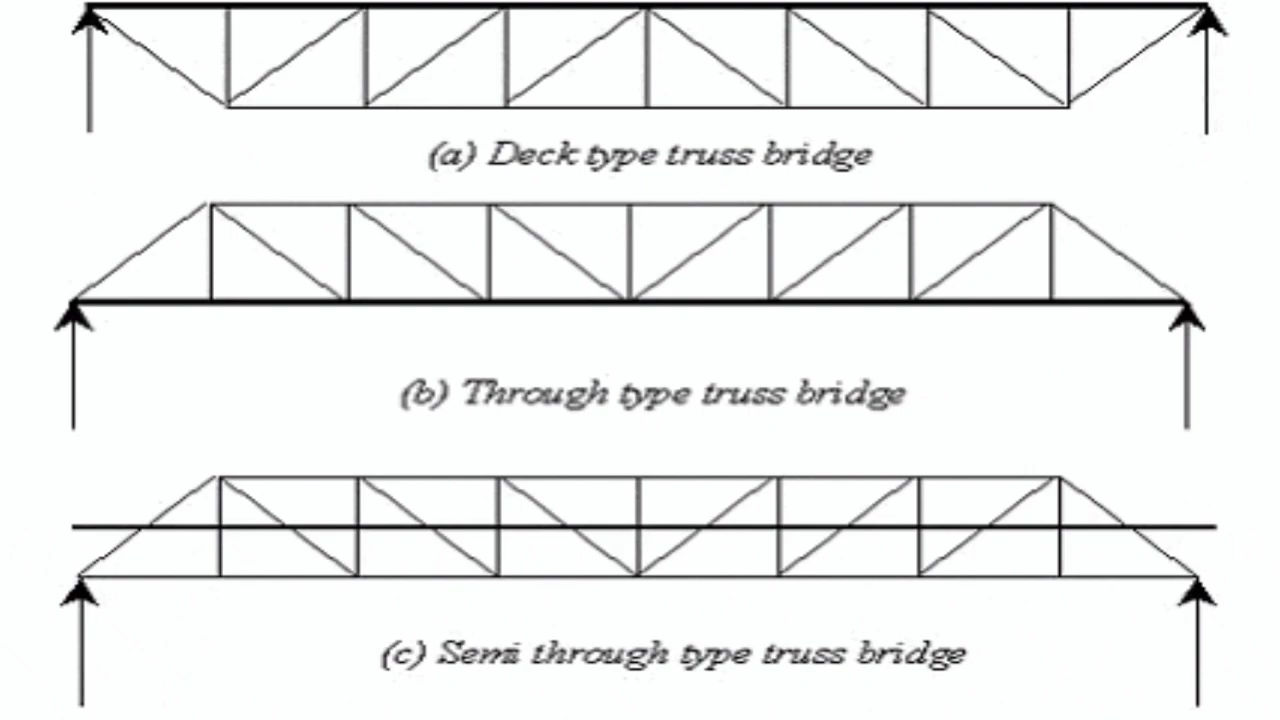 (a) Deck type truss bridge
(b) Through type truss bridge
(c) Semi through type truss bridge